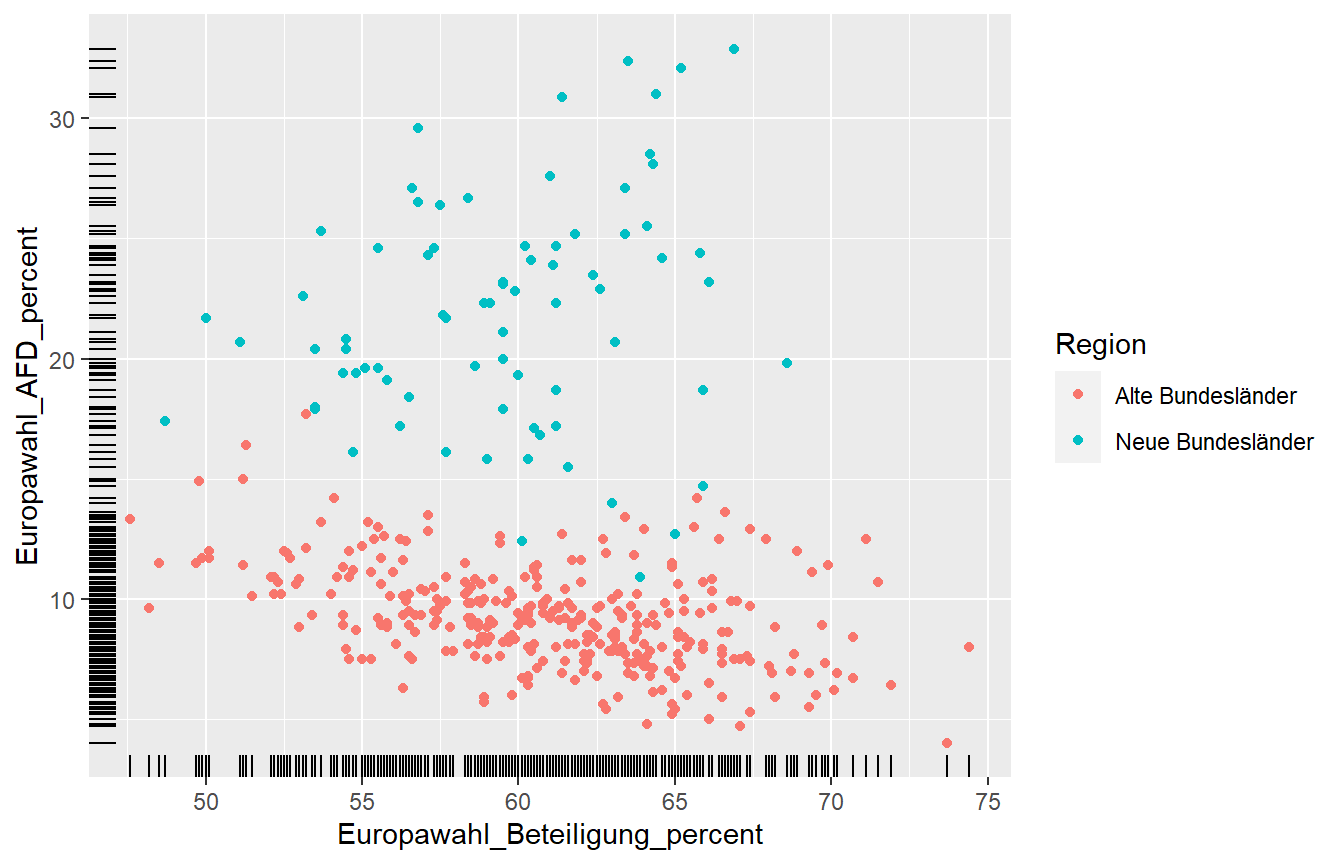 Europawahl_AFD_percent
30
20
10
50
55
60
65
70
75
Europawahl_Beteiligung_percent
Region
Alte Bundesländer
Neue Bundesländer